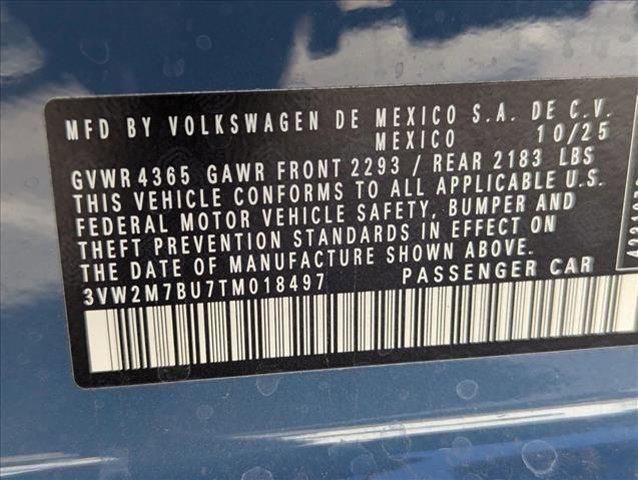 MFD BY VOLKSWAGEN DE MEXICO S.A. DE C.V.
MEXICO 10/25
GVWR 4365 GAWR FRONT 2293 / REAR 2183 LBS
THIS VEHICLE CONFORMS TO ALL APPLICABLE U.S.
FEDERAL MOTOR VEHICLE SAFETY, BUMPER AND
THEFT PREVENTION STANDARDS IN EFFECT ON
THE DATE OF MANUFACTURE SHOWN ABOVE.
3VW2M7BU7TM018497 PASSENGER CAR